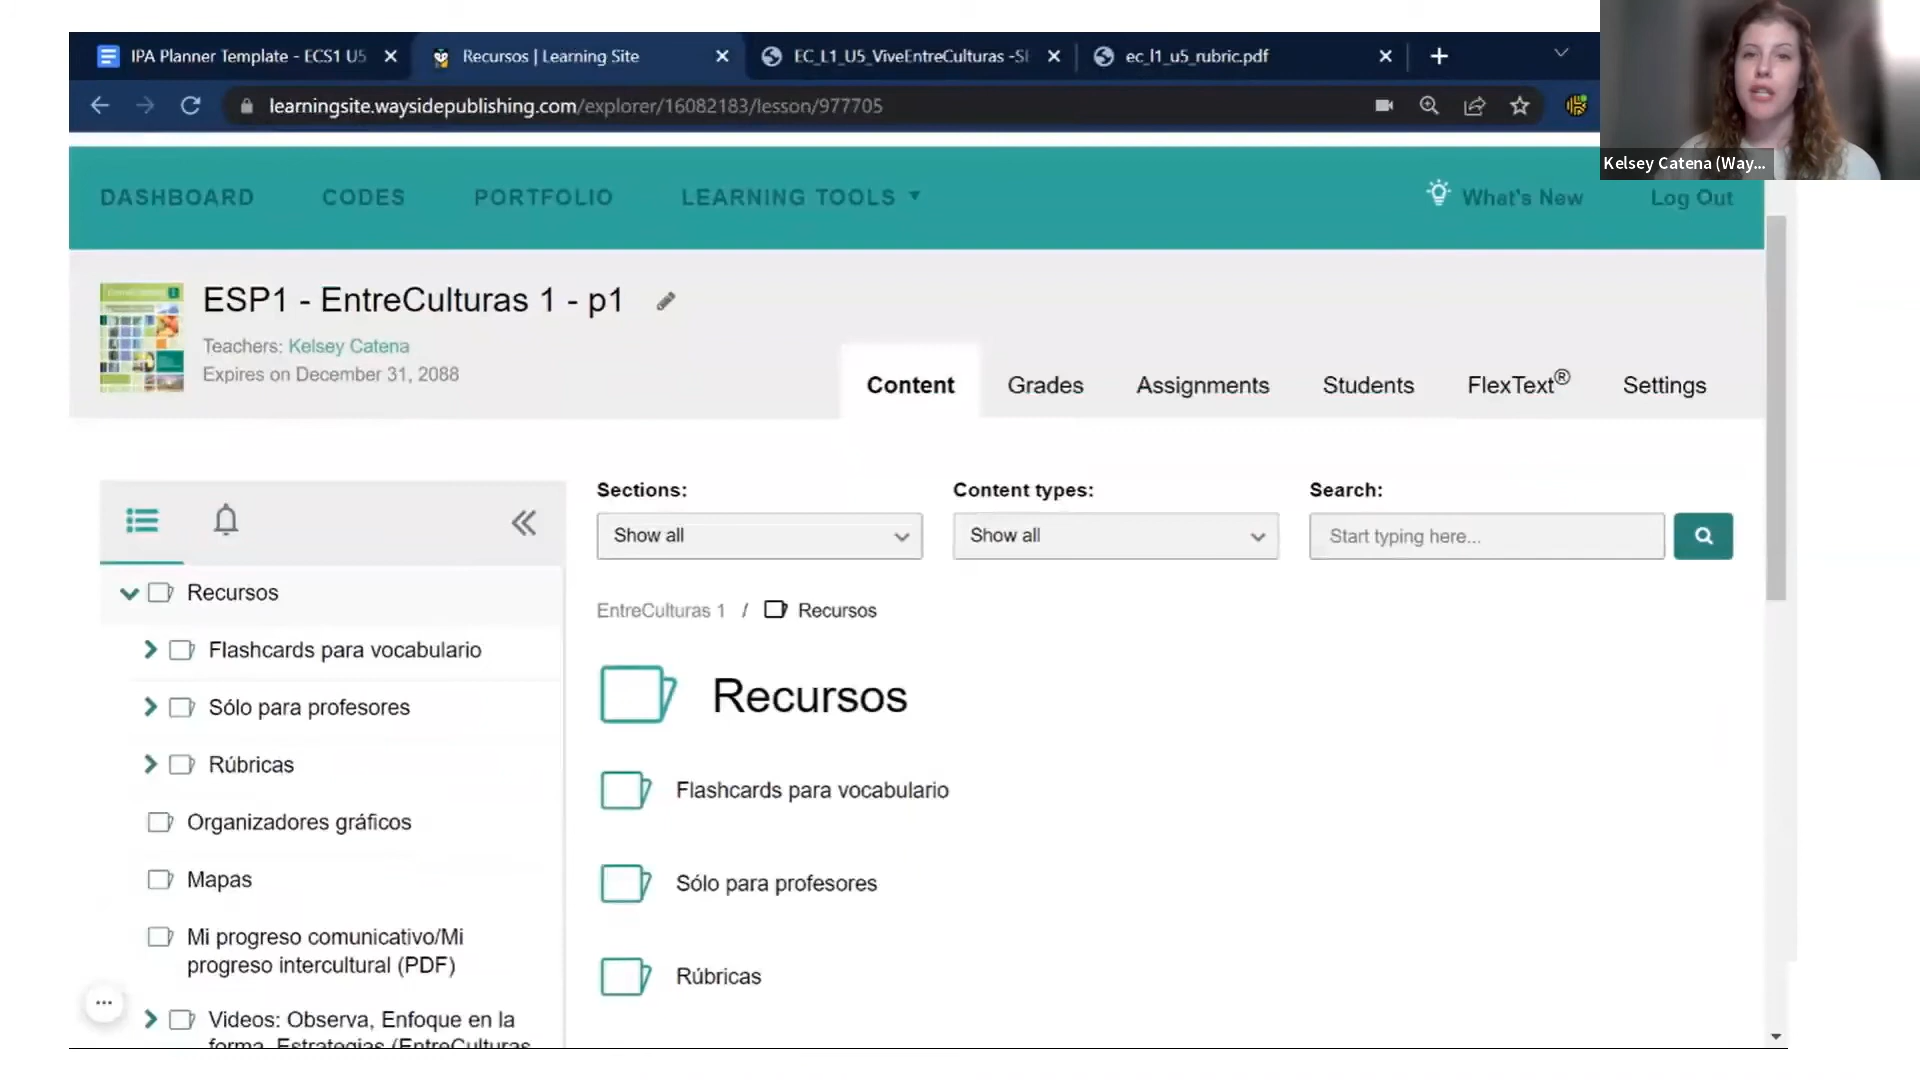 IPA Planner Template - ECS1 U5
Recursos | Learning Site
EC_L1_U5_ViveEntreCulturas -SI
ec_l1_u5_rubric.pdf
learningsite.waysidepublishing.com/explorer/16082183/lesson/977705
Kelsey Catena (Way...
DASHBOARD
CODES
PORTFOLIO
LEARNING TOOLS
What's New
Log Out
ESP1 - EntreCulturas 1 - p1
Teachers: Kelsey Catena
Expires on December 31, 2088
Content
Grades
Assignments
Students
FlexText®
Settings
Sections:
Content types:
Search:
Show all
Show all
Start typing here...
Recursos
Flashcards para vocabulario
Sólo para profesores
Rúbricas
Organizadores gráficos
Mapas
Mi progreso comunicativo/Mi
progreso intercultural (PDF)
Videos: Observa, Enfoque en la
forma, Estrategias (EntreCulturas
EntreCulturas 1 / Recursos
Recursos
Flashcards para vocabulario
Sólo para profesores
Rúbricas